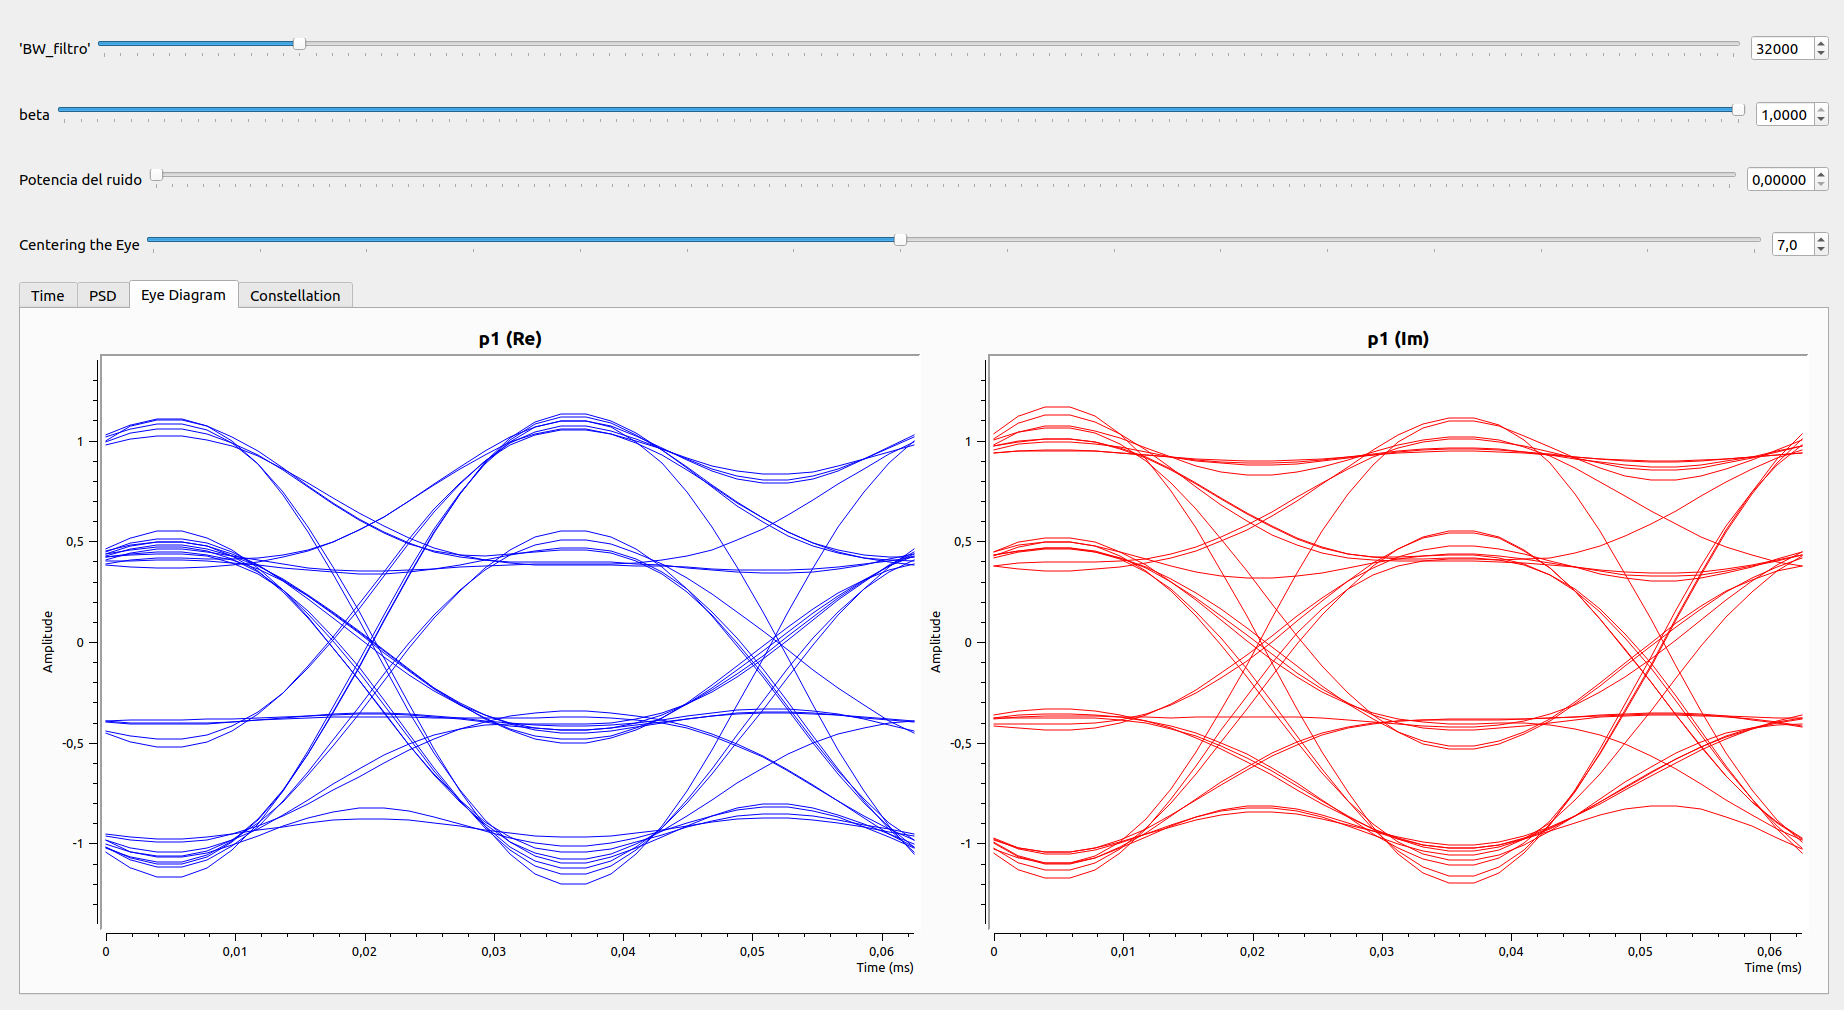 'BW_filtro' 32000
beta 1,0000
Potencia del ruido 0,00000
Centering the Eye 7,0
Time PSD Eye Diagram Constellation
p1 (Re)
1
0,5
0
-0,5
-1
Amplitude
0 0,01 0,02 0,03 0,04 0,05 0,06
Time (ms)
p1 (Im)
1
0,5
0
-0,5
-1
Amplitude
0 0,01 0,02 0,03 0,04 0,05 0,06
Time (ms)